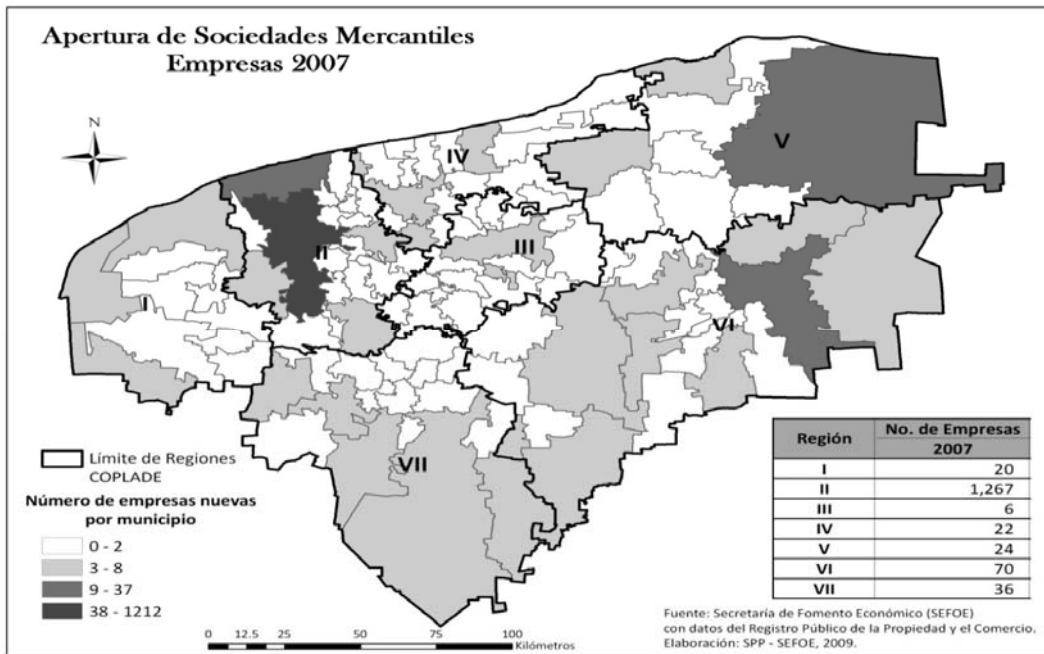 Apertura de Sociedades Mercantiles
Empresas 2007
N
I
II
III
IV
V
VI
VII
Límite de Regiones
COPLADE
Número de empresas nuevas
por municipio
0 - 2
3 - 8
9 - 37
38 - 1212
0 12.5 25 50 75 100
Kilómetros
Región No. de Empresas
2007
I 20
II 1,267
III 6
IV 22
V 24
VI 70
VII 36
Fuente: Secretaría de Fomento Económico (SEFOE)
con datos del Registro Público de la Propiedad y el Comercio.
Elaboración: SPP - SEFOE, 2009.